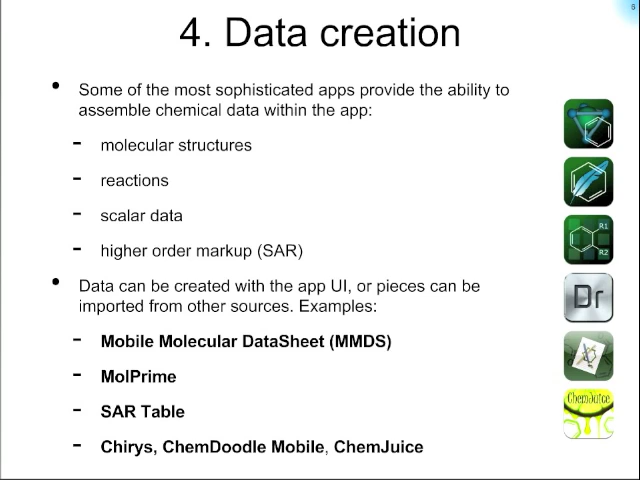 6
4. Data creation
• Some of the most sophisticated apps provide the ability to
assemble chemical data within the app:
- molecular structures
- reactions
- scalar data
- higher order markup (SAR)
• Data can be created with the app UI, or pieces can be
imported from other sources. Examples:
- Mobile Molecular DataSheet (MMDS)
- MolPrime
- SAR Table
- Chirys, ChemDoodle Mobile, ChemJuice
R1
R2
Dr
ChemJuice